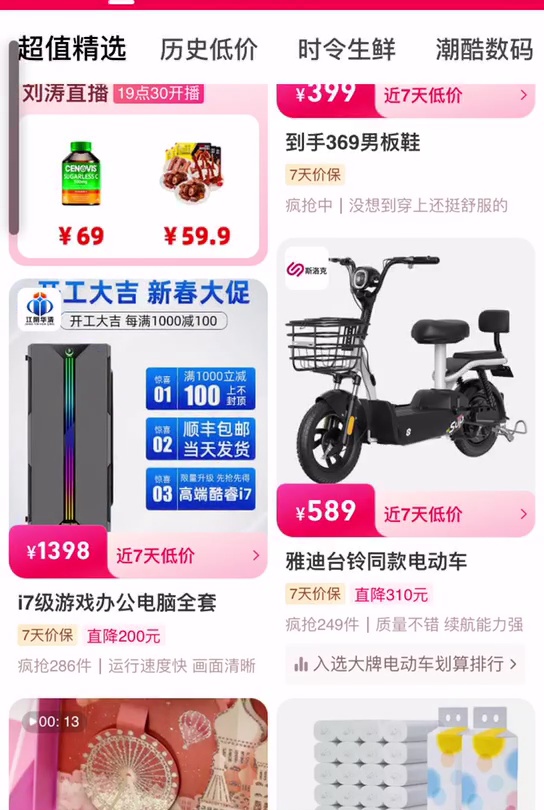 超值精选
历史低价
时令生鲜
潮酷数码
刘涛直播
19点30开播
CENOVIS
SUGARLESS C
¥69
¥59.9
江南华清
开工大吉 新春大促
开工大吉 每满1000减100
惊喜
01
满1000立减
100
上不
封顶
惊喜
02
顺丰包邮
当天发货
惊喜
03
限量升级 先抢先得
高端酷睿i7
¥1398
近7天低价
i7级游戏办公电脑全套
7天价保
直降200元
疯抢286件
运行速度快 画面清晰
00: 13
¥399
近7天低价
到手369男板鞋
7天价保
疯抢中
没想到穿上还挺舒服的
斯洛克
¥589
近7天低价
雅迪台铃同款电动车
7天价保
直降310元
疯抢249件
质量不错 续航能力强
入选大牌电动车划算排行